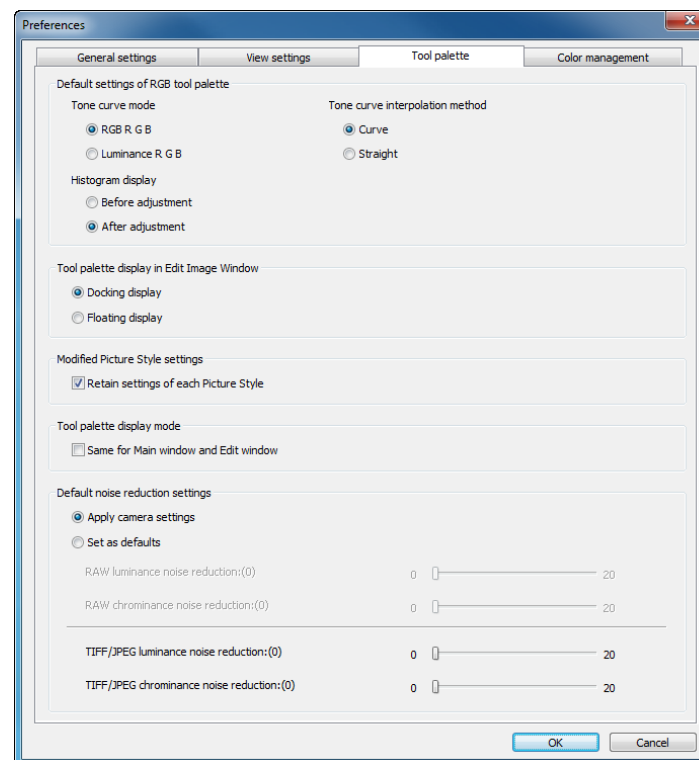 Preferences
General settings
View settings
Tool palette
Color management
Default settings of RGB tool palette
Tone curve mode
Tone curve interpolation method
RGB R G B
Curve
Luminance R G B
Straight
Histogram display
Before adjustment
After adjustment
Tool palette display in Edit Image Window
Docking display
Floating display
Modified Picture Style settings
Retain settings of each Picture Style
Tool palette display mode
Same for Main window and Edit window
Default noise reduction settings
Apply camera settings
Set as defaults
RAW luminance noise reduction:(0) 0 20
RAW chrominance noise reduction:(0) 0 20
TIFF/JPEG luminance noise reduction:(0) 0 20
TIFF/JPEG chrominance noise reduction:(0) 0 20
OK
Cancel